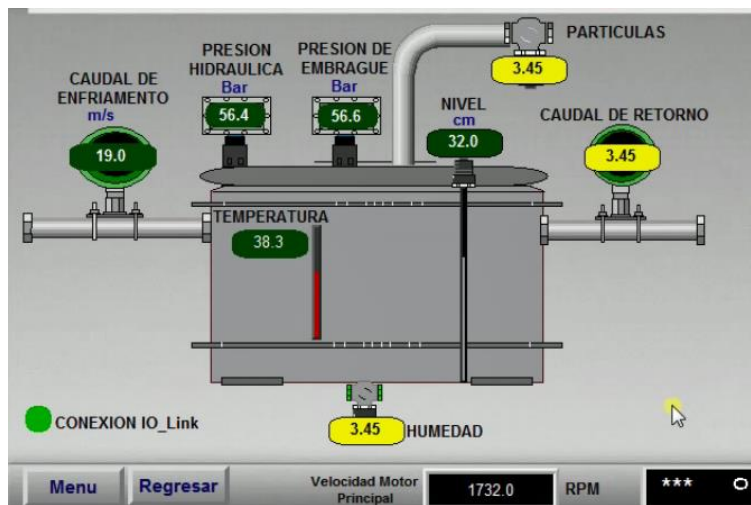 PARTICULAS
3.45
PRESION
HIDRAULICA
Bar
56.4
PRESION DE
EMBRAGUE
Bar
56.6
CAUDAL DE
ENFRIAMENTO
m/s
19.0
NIVEL
cm
32.0
CAUDAL DE RETORNO
3.45
TEMPERATURA
38.3
CONEXION IO_Link
3.45
HUMEDAD
Menu
Regresar
Velocidad Motor
Principal
1732.0
RPM
*** O